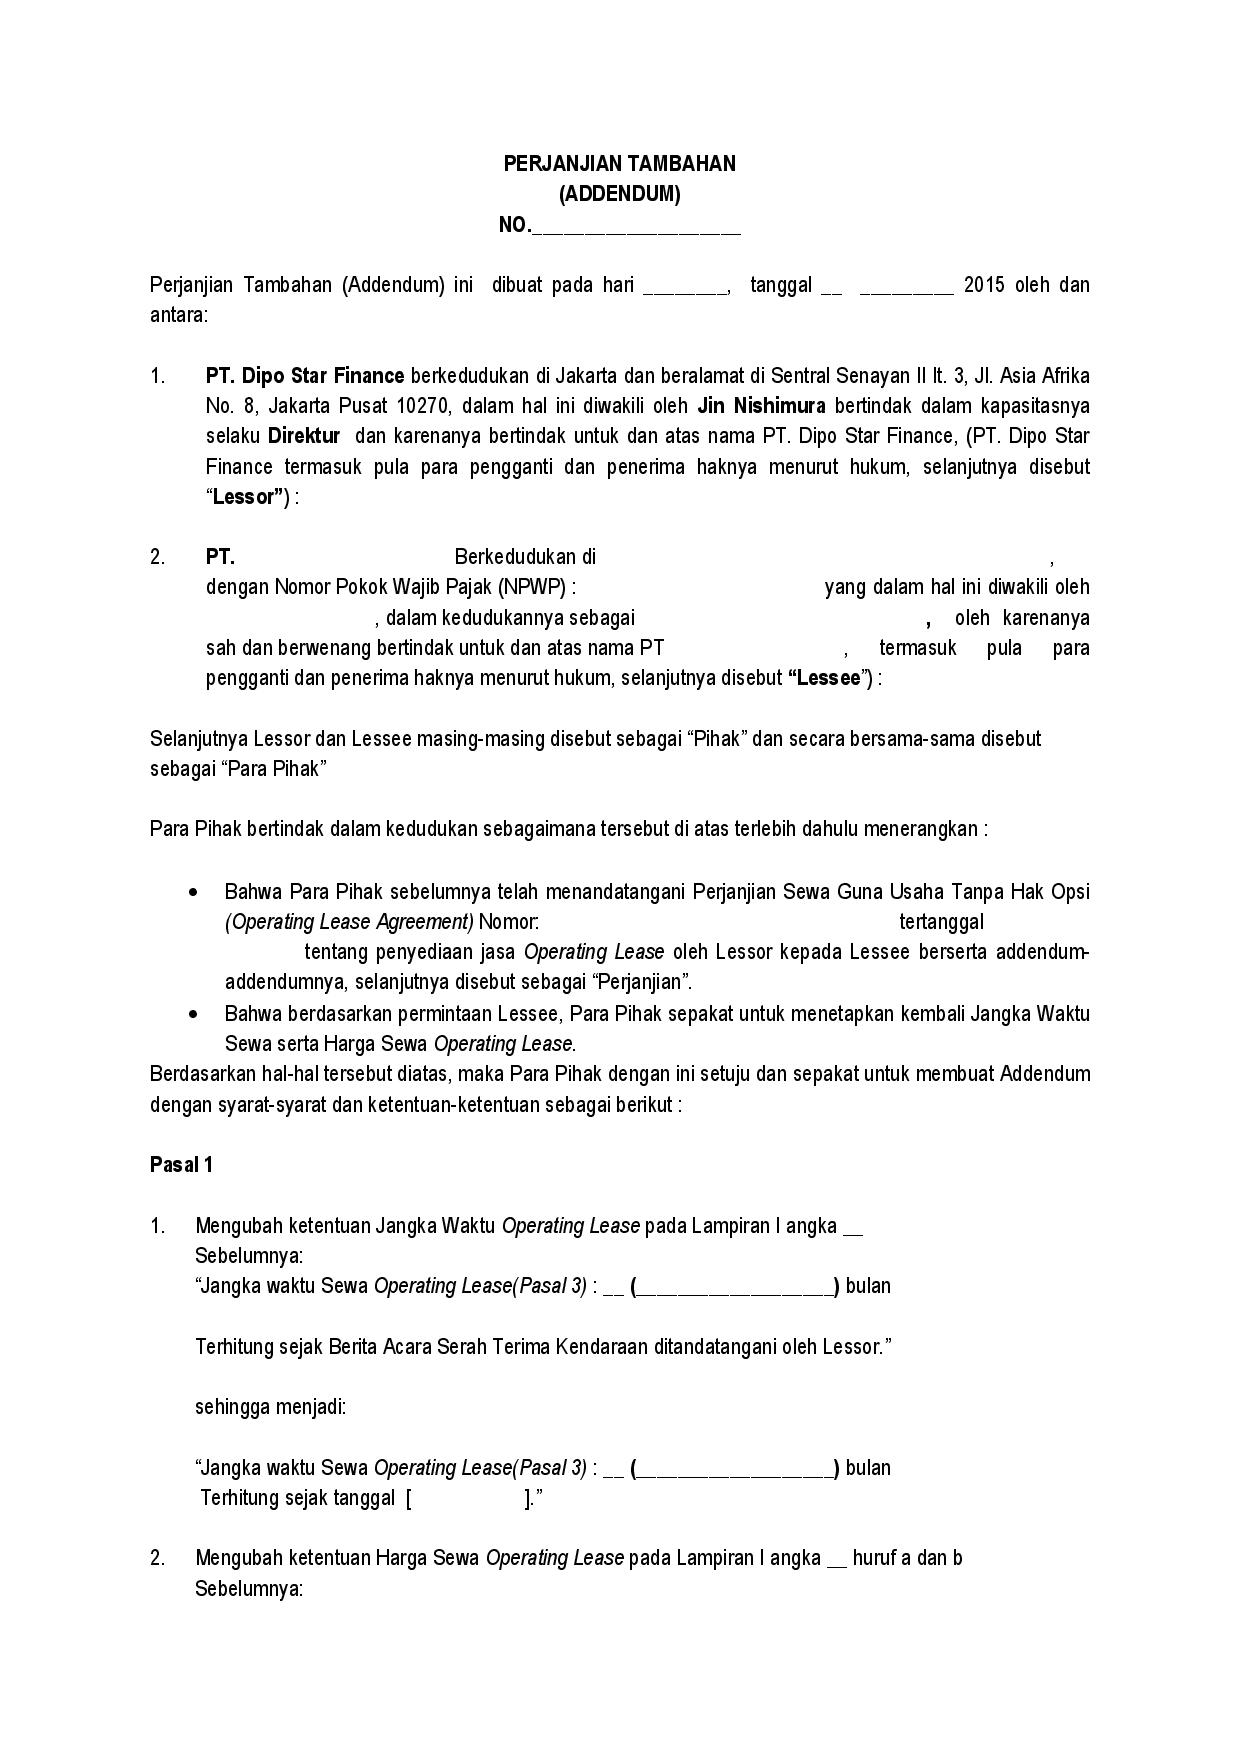 PERJANJIAN TAMBAHAN
(ADDENDUM)
NO.____________________
Perjanjian Tambahan (Addendum) ini dibuat pada hari ________, tanggal __ _________ 2015 oleh dan
antara:
1. PT. Dipo Star Finance berkedudukan di Jakarta dan beralamat di Sentral Senayan II lt. 3, Jl. Asia Afrika
No. 8, Jakarta Pusat 10270, dalam hal ini diwakili oleh Jin Nishimura bertindak dalam kapasitasnya
selaku Direktur dan karenanya bertindak untuk dan atas nama PT. Dipo Star Finance, (PT. Dipo Star
Finance termasuk pula para pengganti dan penerima haknya menurut hukum, selanjutnya disebut
“Lessor”) :
2. PT. Berkedudukan di ,
dengan Nomor Pokok Wajib Pajak (NPWP) : yang dalam hal ini diwakili oleh
, dalam kedudukannya sebagai , oleh karenanya
sah dan berwenang bertindak untuk dan atas nama PT , termasuk pula para
pengganti dan penerima haknya menurut hukum, selanjutnya disebut “Lessee”) :
Selanjutnya Lessor dan Lessee masing-masing disebut sebagai “Pihak” dan secara bersama-sama disebut
sebagai “Para Pihak”
Para Pihak bertindak dalam kedudukan sebagaimana tersebut di atas terlebih dahulu menerangkan :
• Bahwa Para Pihak sebelumnya telah menandatangani Perjanjian Sewa Guna Usaha Tanpa Hak Opsi
(Operating Lease Agreement) Nomor: tertanggal
tentang penyediaan jasa Operating Lease oleh Lessor kepada Lessee berserta addendum-
addendumnya, selanjutnya disebut sebagai “Perjanjian”.
• Bahwa berdasarkan permintaan Lessee, Para Pihak sepakat untuk menetapkan kembali Jangka Waktu
Sewa serta Harga Sewa Operating Lease.
Berdasarkan hal-hal tersebut diatas, maka Para Pihak dengan ini setuju dan sepakat untuk membuat Addendum
dengan syarat-syarat dan ketentuan-ketentuan sebagai berikut :
Pasal 1
1. Mengubah ketentuan Jangka Waktu Operating Lease pada Lampiran I angka __
Sebelumnya:
“Jangka waktu Sewa Operating Lease(Pasal 3) : __ (___________________) bulan
Terhitung sejak Berita Acara Serah Terima Kendaraan ditandatangani oleh Lessor.”
sehingga menjadi:
“Jangka waktu Sewa Operating Lease(Pasal 3) : __ (___________________) bulan
Terhitung sejak tanggal [ ].”
2. Mengubah ketentuan Harga Sewa Operating Lease pada Lampiran I angka __ huruf a dan b
Sebelumnya: